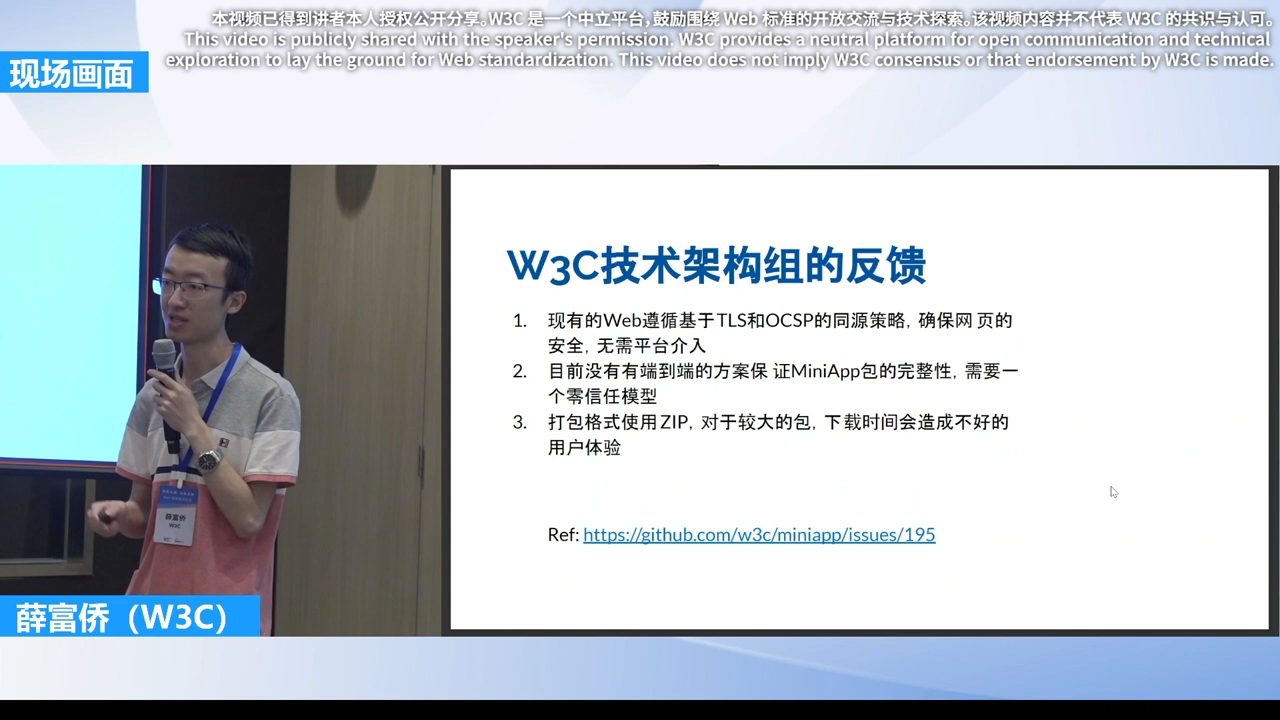 本视频已得到讲者本人授权公开分享。W3C 是一个中立平台，鼓励围绕 Web 标准的开放交流与技术探索。该视频内容并不代表 W3C 的共识与认可。
This video is publicly shared with the speaker's permission. W3C provides a neutral platform for open communication and technical
exploration to lay the ground for Web standardization. This video does not imply W3C consensus or that endorsement by W3C is made.
现场画面
W3C技术架构组的反馈
1. 现有的Web遵循基于TLS和OCSP的同源策略，确保网 页的
安全，无需平台介入
2. 目前没有有端到端的方案保 证MiniApp包的完整性，需要一
个零信任模型
3. 打包格式使用ZIP，对于较大的包，下载时间会造成不好的
用户体验
Ref: https://github.com/w3c/miniapp/issues/195
薛富侨
W3C
薛富侨（W3C）